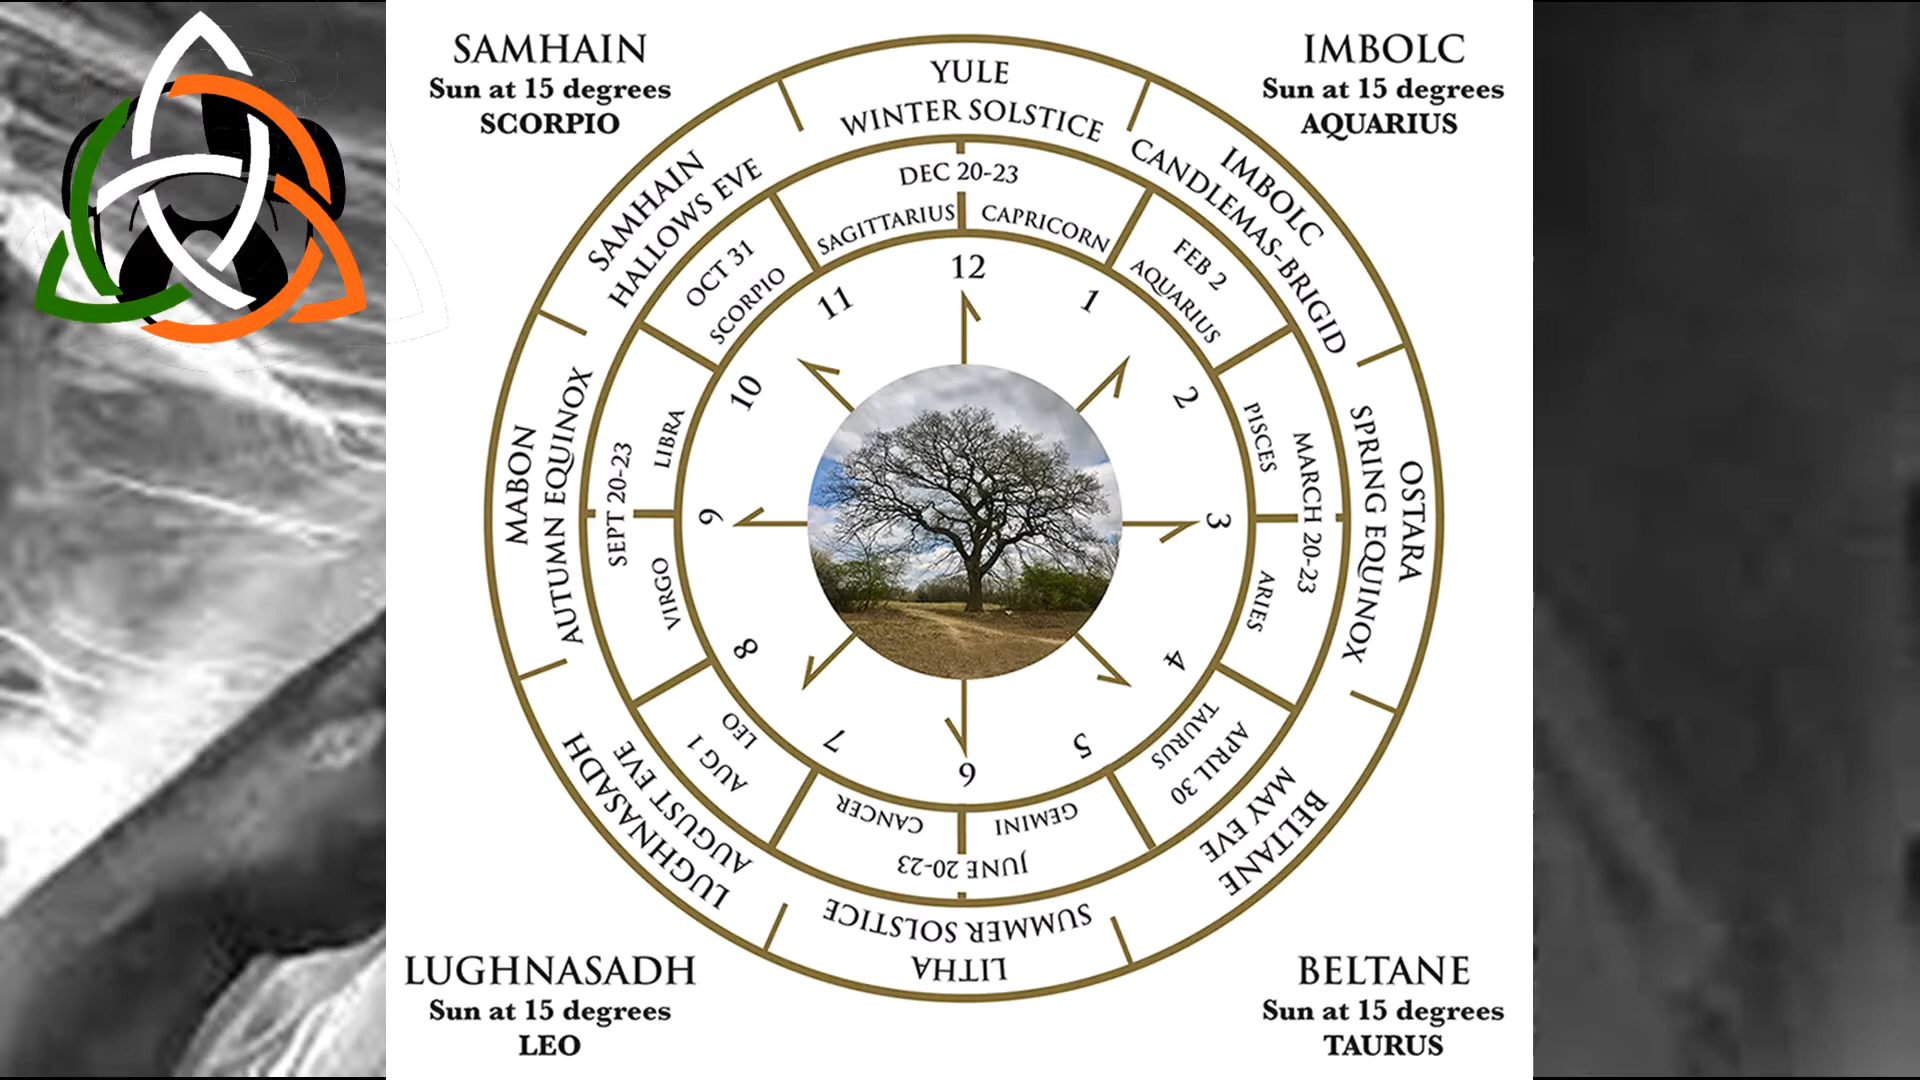 SAMHAIN
Sun at 15 degrees
SCORPIO
IMBOLC
Sun at 15 degrees
AQUARIUS
YULE
WINTER SOLSTICE
DEC 20-23
SAGITTARIUS
CAPRICORN
IMBOLC
CANDLEMAS-BRIGID
FEB 2
AQUARIUS
OSTARA
SPRING EQUINOX
MARCH 20-23
PISCES
ARIES
BELTANE
MAY EVE
APRIL 30
TAURUS
LITHA
SUMMER SOLSTICE
JUNE 20-23
GEMINI
CANCER
LUGHNASADH
AUGUST EVE
AUG 1
LEO
MABON
AUTUMN EQUINOX
SEPT 20-23
VIRGO
LIBRA
SAMHAIN
HALLOWS EVE
OCT 31
SCORPIO
12
1
2
3
4
5
6
7
8
9
10
11
LUGHNASADH
Sun at 15 degrees
LEO
BELTANE
Sun at 15 degrees
TAURUS